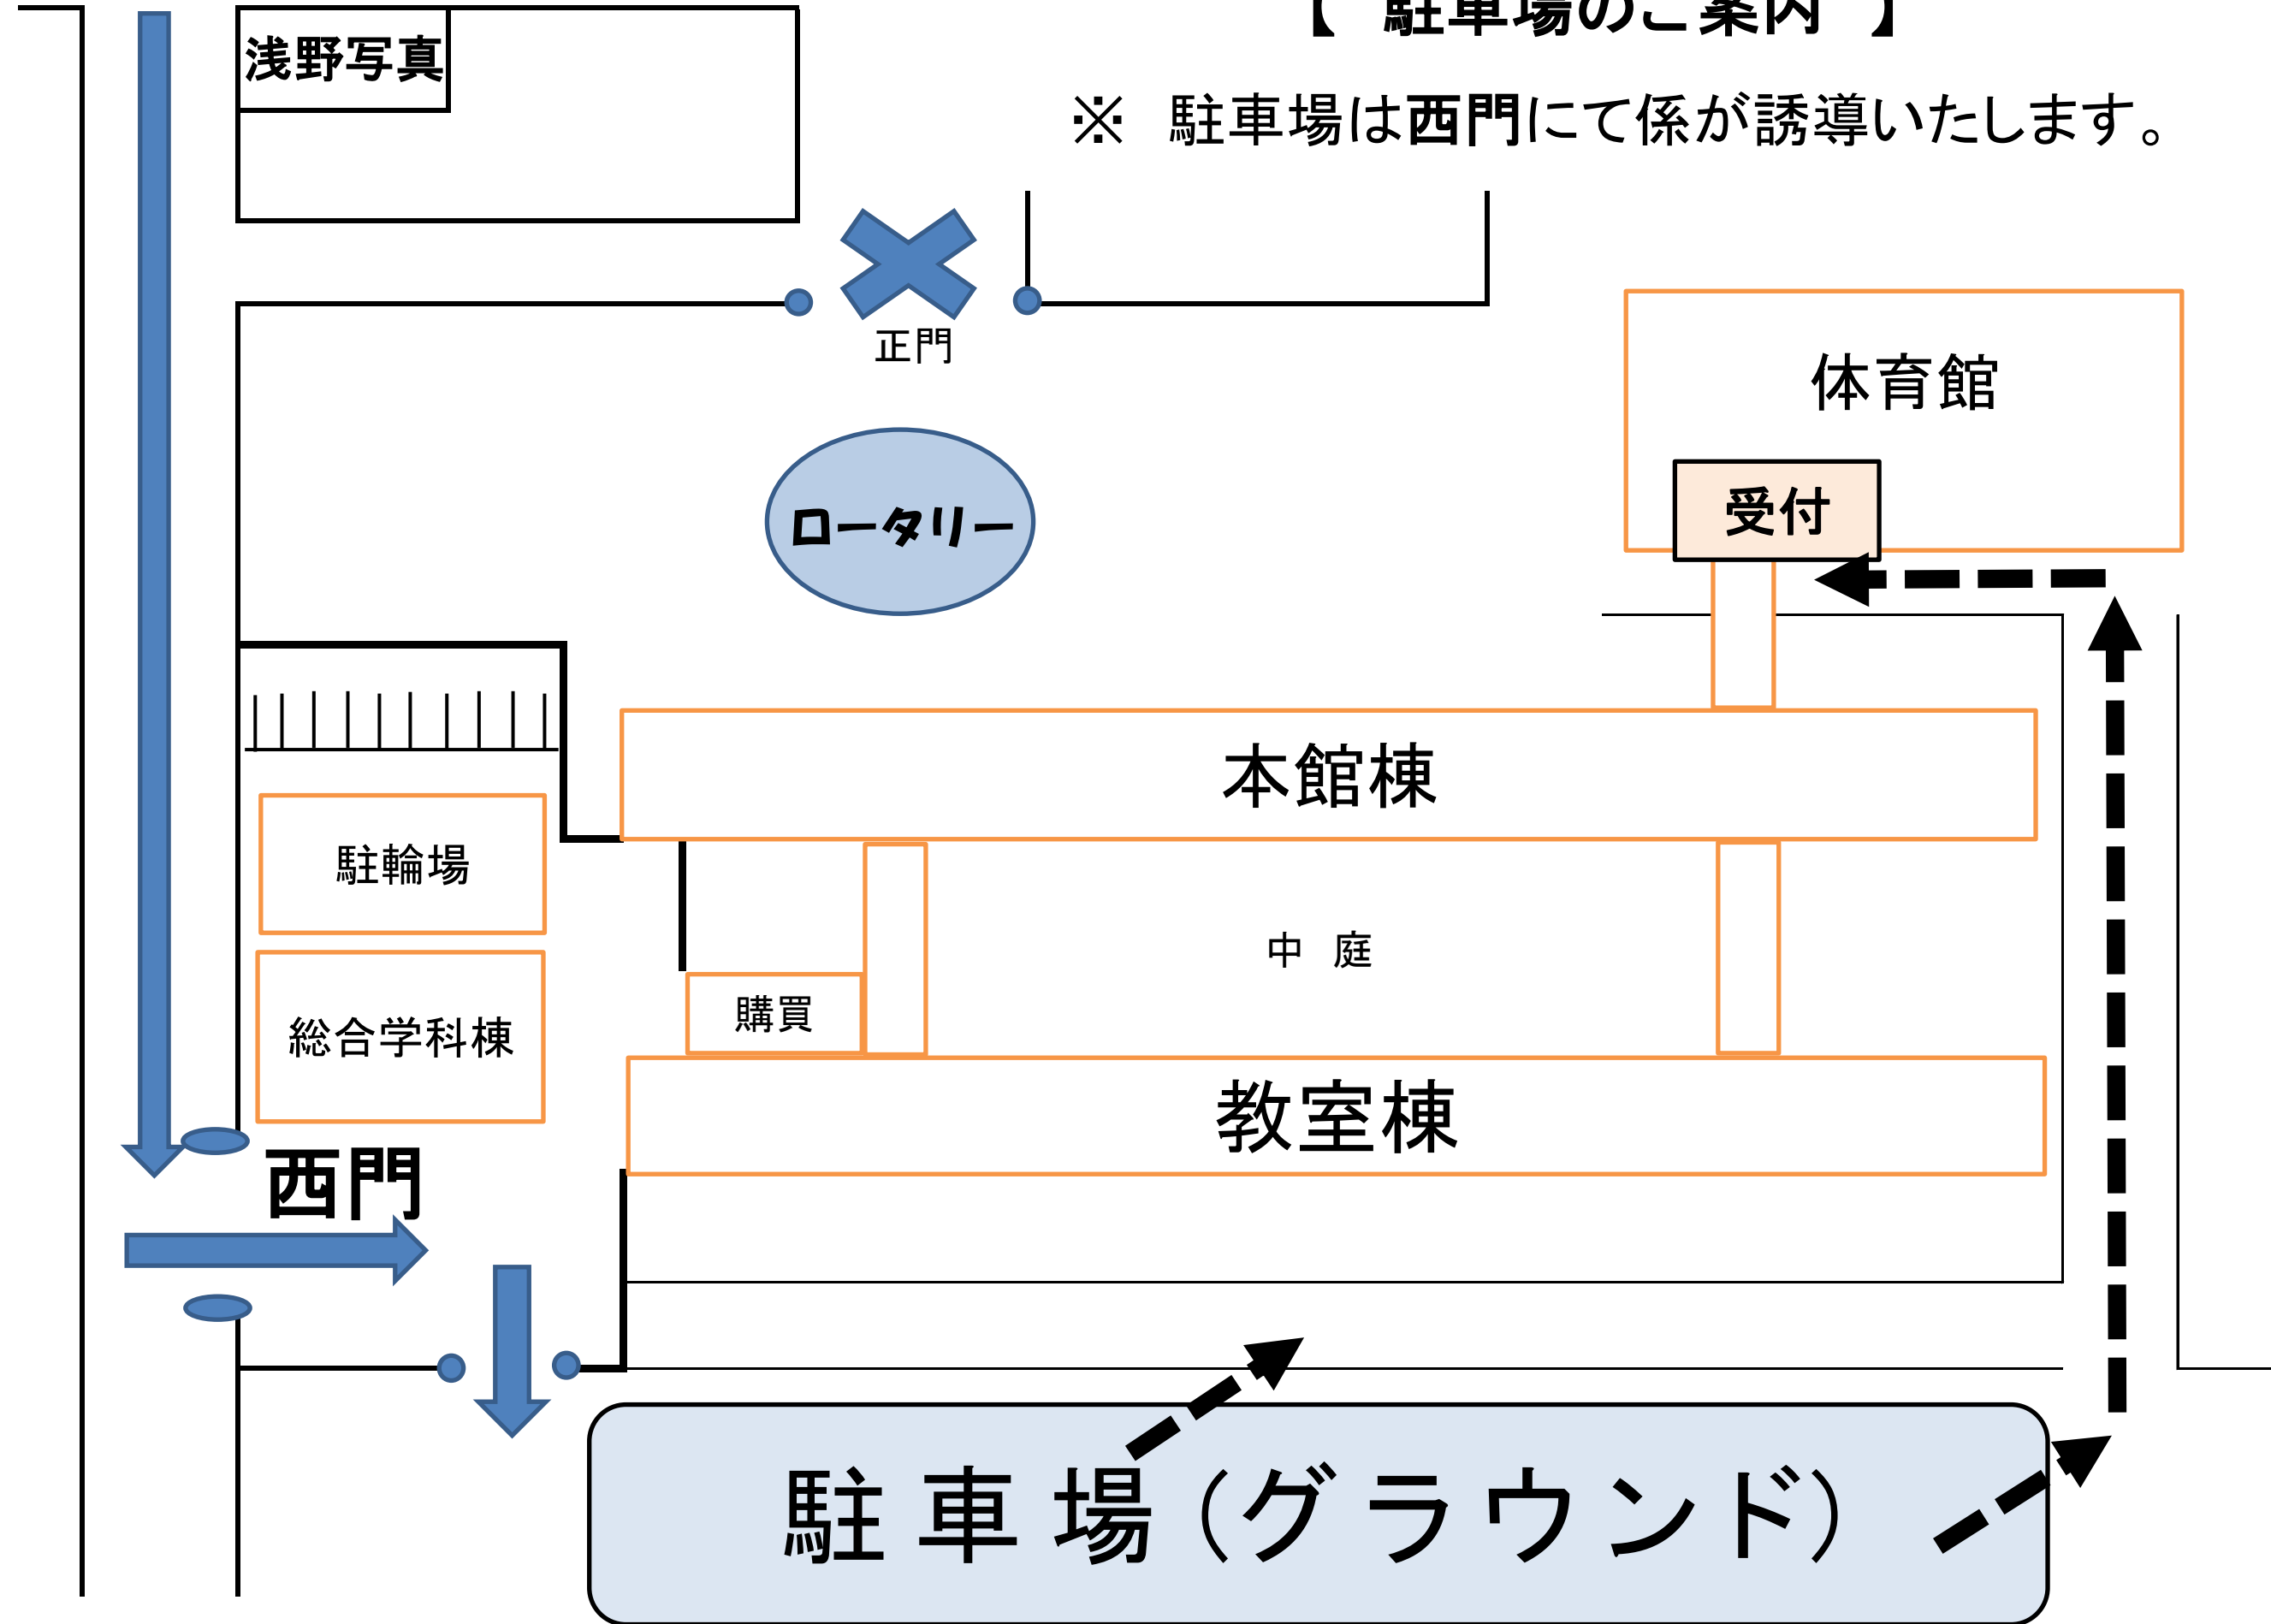 【 駐車場のご案内 】
浅野写真
※ 駐車場は西門にて係が誘導いたします。
正門
体育館
受付
ロータリー
本館棟
駐輪場
中 庭
購買
総合学科棟
教室棟
西門
駐 車 場（グ ラ ウ ン ド）